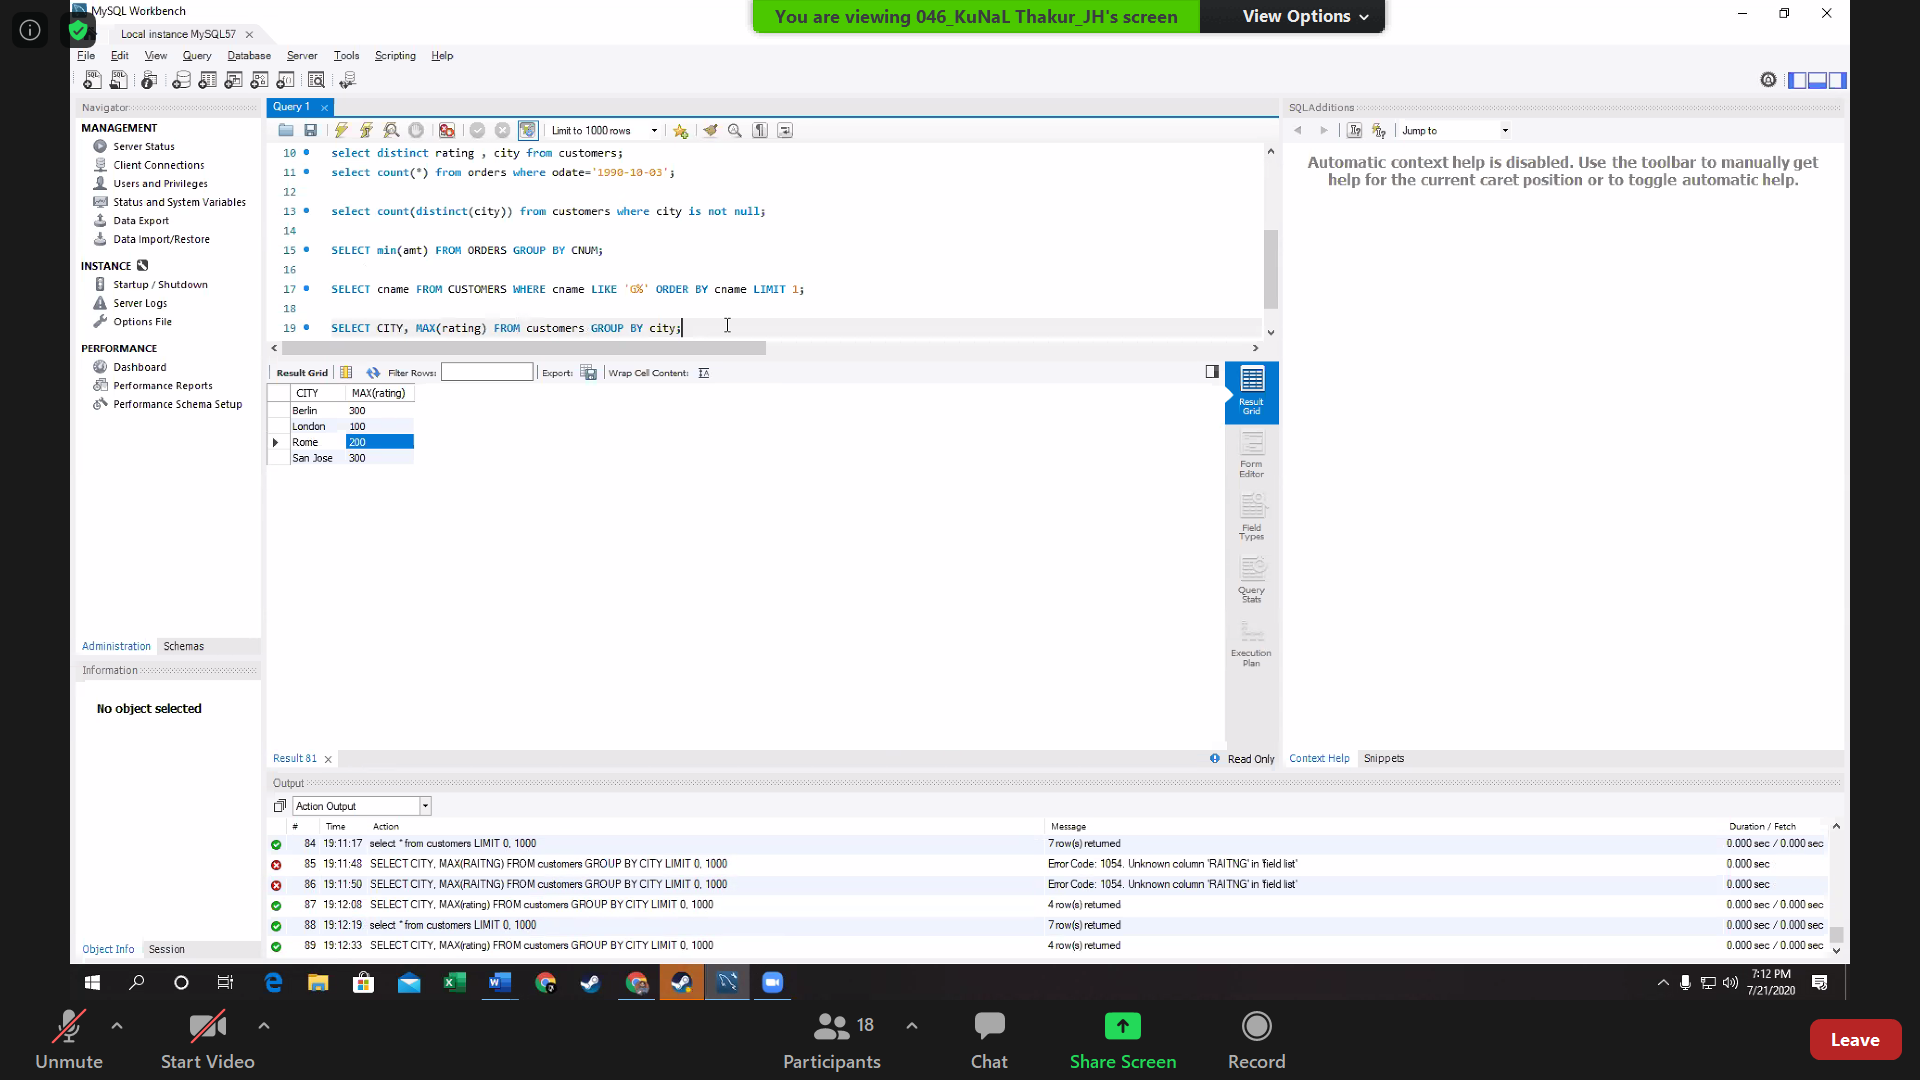 MySQL Workbench
You are viewing 046_KuNaL Thakur_JH's screen
View Options
Local instance MySQL57
File Edit View Query Database Server Tools Scripting Help
Navigator
MANAGEMENT
Server Status
Client Connections
Users and Privileges
Status and System Variables
Data Export
Data Import/Restore
INSTANCE
Startup / Shutdown
Server Logs
Options File
PERFORMANCE
Dashboard
Performance Reports
Performance Schema Setup
Administration Schemas
Information
No object selected
Object Info Session
Query 1
Limit to 1000 rows
10 select distinct rating , city from customers;
11 select count(*) from orders where odate='1990-10-03';
12
13 select count(distinct(city)) from customers where city is not null;
14
15 SELECT min(amt) FROM ORDERS GROUP BY CNUM;
16
17 SELECT cname FROM CUSTOMERS WHERE cname LIKE 'G%' ORDER BY cname LIMIT 1;
18
19 SELECT CITY, MAX(rating) FROM customers GROUP BY city;
Result Grid Filter Rows: Export: Wrap Cell Content:
CITY MAX(rating)
Berlin 300
London 100
Rome 200
San Jose 300
Result Grid
Form Editor
Field Types
Query Stats
Execution Plan
Result 81
Read Only
SQLAdditions
Jump to
Automatic context help is disabled. Use the toolbar to manually get
help for the current caret position or to toggle automatic help.
Context Help Snippets
Output
Action Output
# Time Action Message Duration / Fetch
84 19:11:17 select * from customers LIMIT 0, 1000 7 row(s) returned 0.000 sec / 0.000 sec
85 19:11:48 SELECT CITY, MAX(RAITNG) FROM customers GROUP BY CITY LIMIT 0, 1000 Error Code: 1054. Unknown column 'RAITNG' in 'field list' 0.000 sec
86 19:11:50 SELECT CITY, MAX(RAITNG) FROM customers GROUP BY CITY LIMIT 0, 1000 Error Code: 1054. Unknown column 'RAITNG' in 'field list' 0.000 sec
87 19:12:08 SELECT CITY, MAX(rating) FROM customers GROUP BY CITY LIMIT 0, 1000 4 row(s) returned 0.000 sec / 0.000 sec
88 19:12:19 select * from customers LIMIT 0, 1000 7 row(s) returned 0.000 sec / 0.000 sec
89 19:12:33 SELECT CITY, MAX(rating) FROM customers GROUP BY CITY LIMIT 0, 1000 4 row(s) returned 0.000 sec / 0.000 sec
7:12 PM
7/21/2020
Unmute
Start Video
18
Participants
Chat
Share Screen
Record
Leave